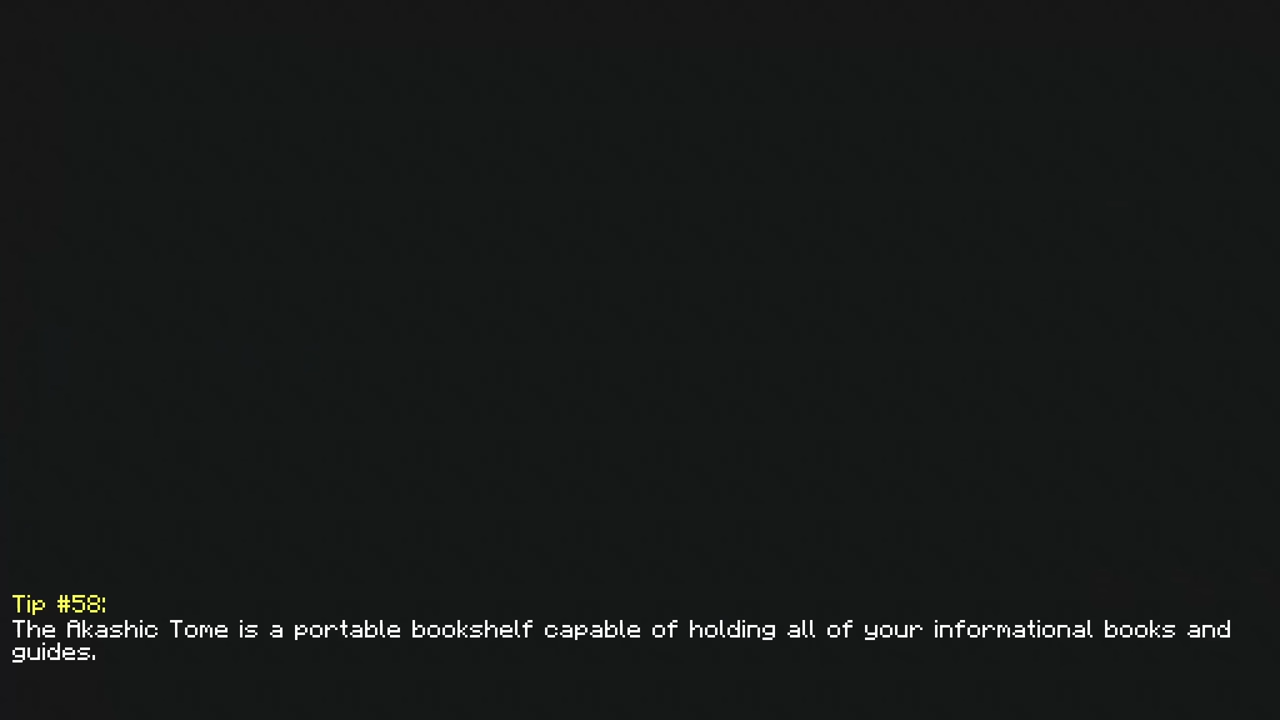 Tip #58:
The Akashic Tome is a portable bookshelf capable of holding all of your informational books and
guides.